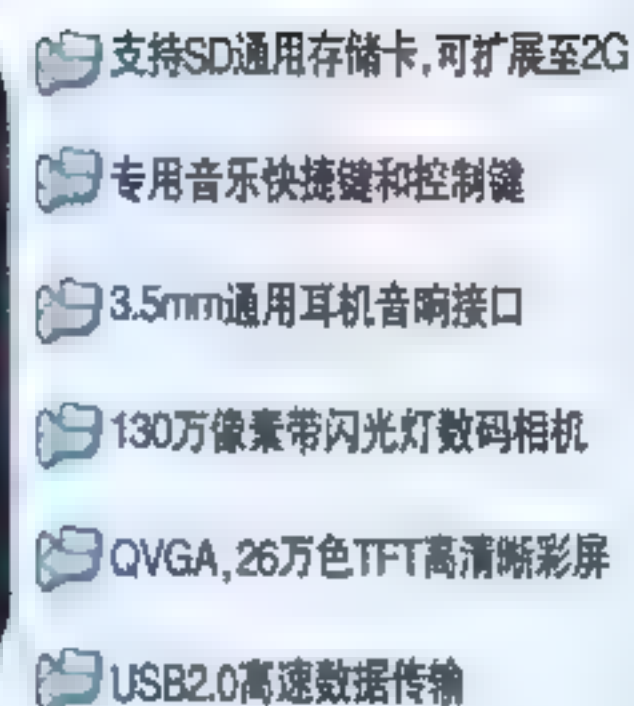 支持SD通用存储卡,可扩展至2G
专用音乐快捷键和控制键
3.5mm通用耳机音响接口
130万像素带闪光灯数码相机
QVGA,26万色TFT高清晰彩屏
USB2.0高速数据传输